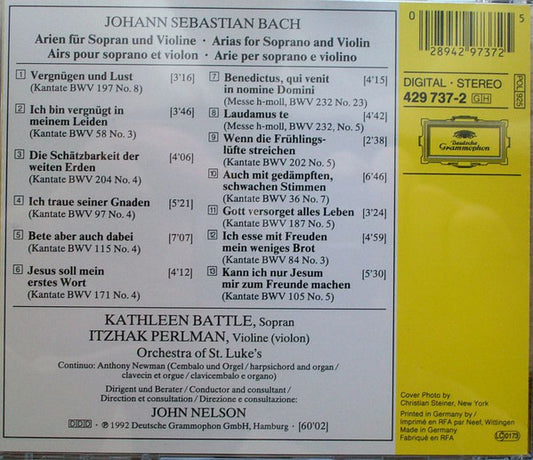 JOHANN SEBASTIAN BACH
Arien für Sopran und Violine · Arias for Soprano and Violin
Airs pour soprano et violon · Arie per soprano e violino
1 Vergnügen und Lust [3'16]
(Kantate BWV 197 No. 8)
2 Ich bin vergnügt in [3'46]
meinem Leiden
(Kantate BWV 58 No. 3)
3 Die Schätzbarkeit der [4'06]
weiten Erden
(Kantate BWV 204 No. 4)
4 Ich traue seiner Gnaden [5'21]
(Kantate BWV 97 No. 4)
5 Bete aber auch dabei [7'07]
(Kantate BWV 115 No. 4)
6 Jesus soll mein [4'12]
erstes Wort
(Kantate BWV 171 No. 4)
7 Benedictus, qui venit [4'15]
in nomine Domini
(Messe h-moll, BWV 232 No. 23)
8 Laudamus te [4'42]
(Messe h-moll, BWV 232, No. 5)
9 Wenn die Frühlings- [2'38]
lüfte streichen
(Kantate BWV 202 No. 5)
10 Auch mit gedämpften, [6'46]
schwachen Stimmen
(Kantate BWV 36 No. 7)
11 Gott versorget alles Leben [3'24]
(Kantate BWV 187 No. 5)
12 Ich esse mit Freuden [4'59]
mein weniges Brot
(Kantate BWV 84 No. 3)
13 Kann ich nur Jesum [5'30]
mir zum Freunde machen
(Kantate BWV 105 No. 5)
KATHLEEN BATTLE, Sopran
ITZHAK PERLMAN, Violine (violon)
Orchestra of St. Luke's
Continuo: Anthony Newman (Cembalo und Orgel / harpsichord and organ /
clavecin et orgue / clavicembalo e organo)
Dirigent und Berater / Conductor and consultant /
Direction et consultation / Direzione e consultazione:
JOHN NELSON
DDD · ℗ 1992 Deutsche Grammophon GmbH, Hamburg · [60'02]
0 28942 97372 5
DIGITAL · STEREO
429 737-2 GH
POL 925
Deutsche
Grammophon
Cover Photo by
Christian Steiner, New York
Printed in Germany by /
Imprimé en RFA par Neef, Wittingen
Made in Germany
Fabriqué en RFA
LC 0173